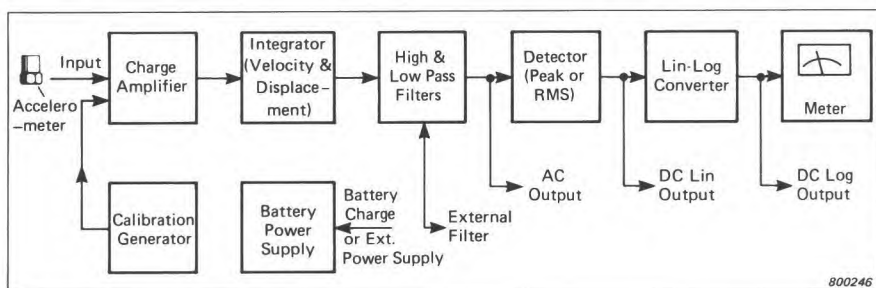 Input
Accelero
-meter
Charge
Amplifier
Integrator
(Velocity &
Displace-
ment)
High &
Low Pass
Filters
Detector
(Peak or
RMS)
Lin-Log
Converter
Meter
Calibration
Generator
Battery
Power
Supply
Battery
Charge
or Ext.
Power Supply
External
Filter
AC
Output
DC Lin
Output
DC Log
Output
800246